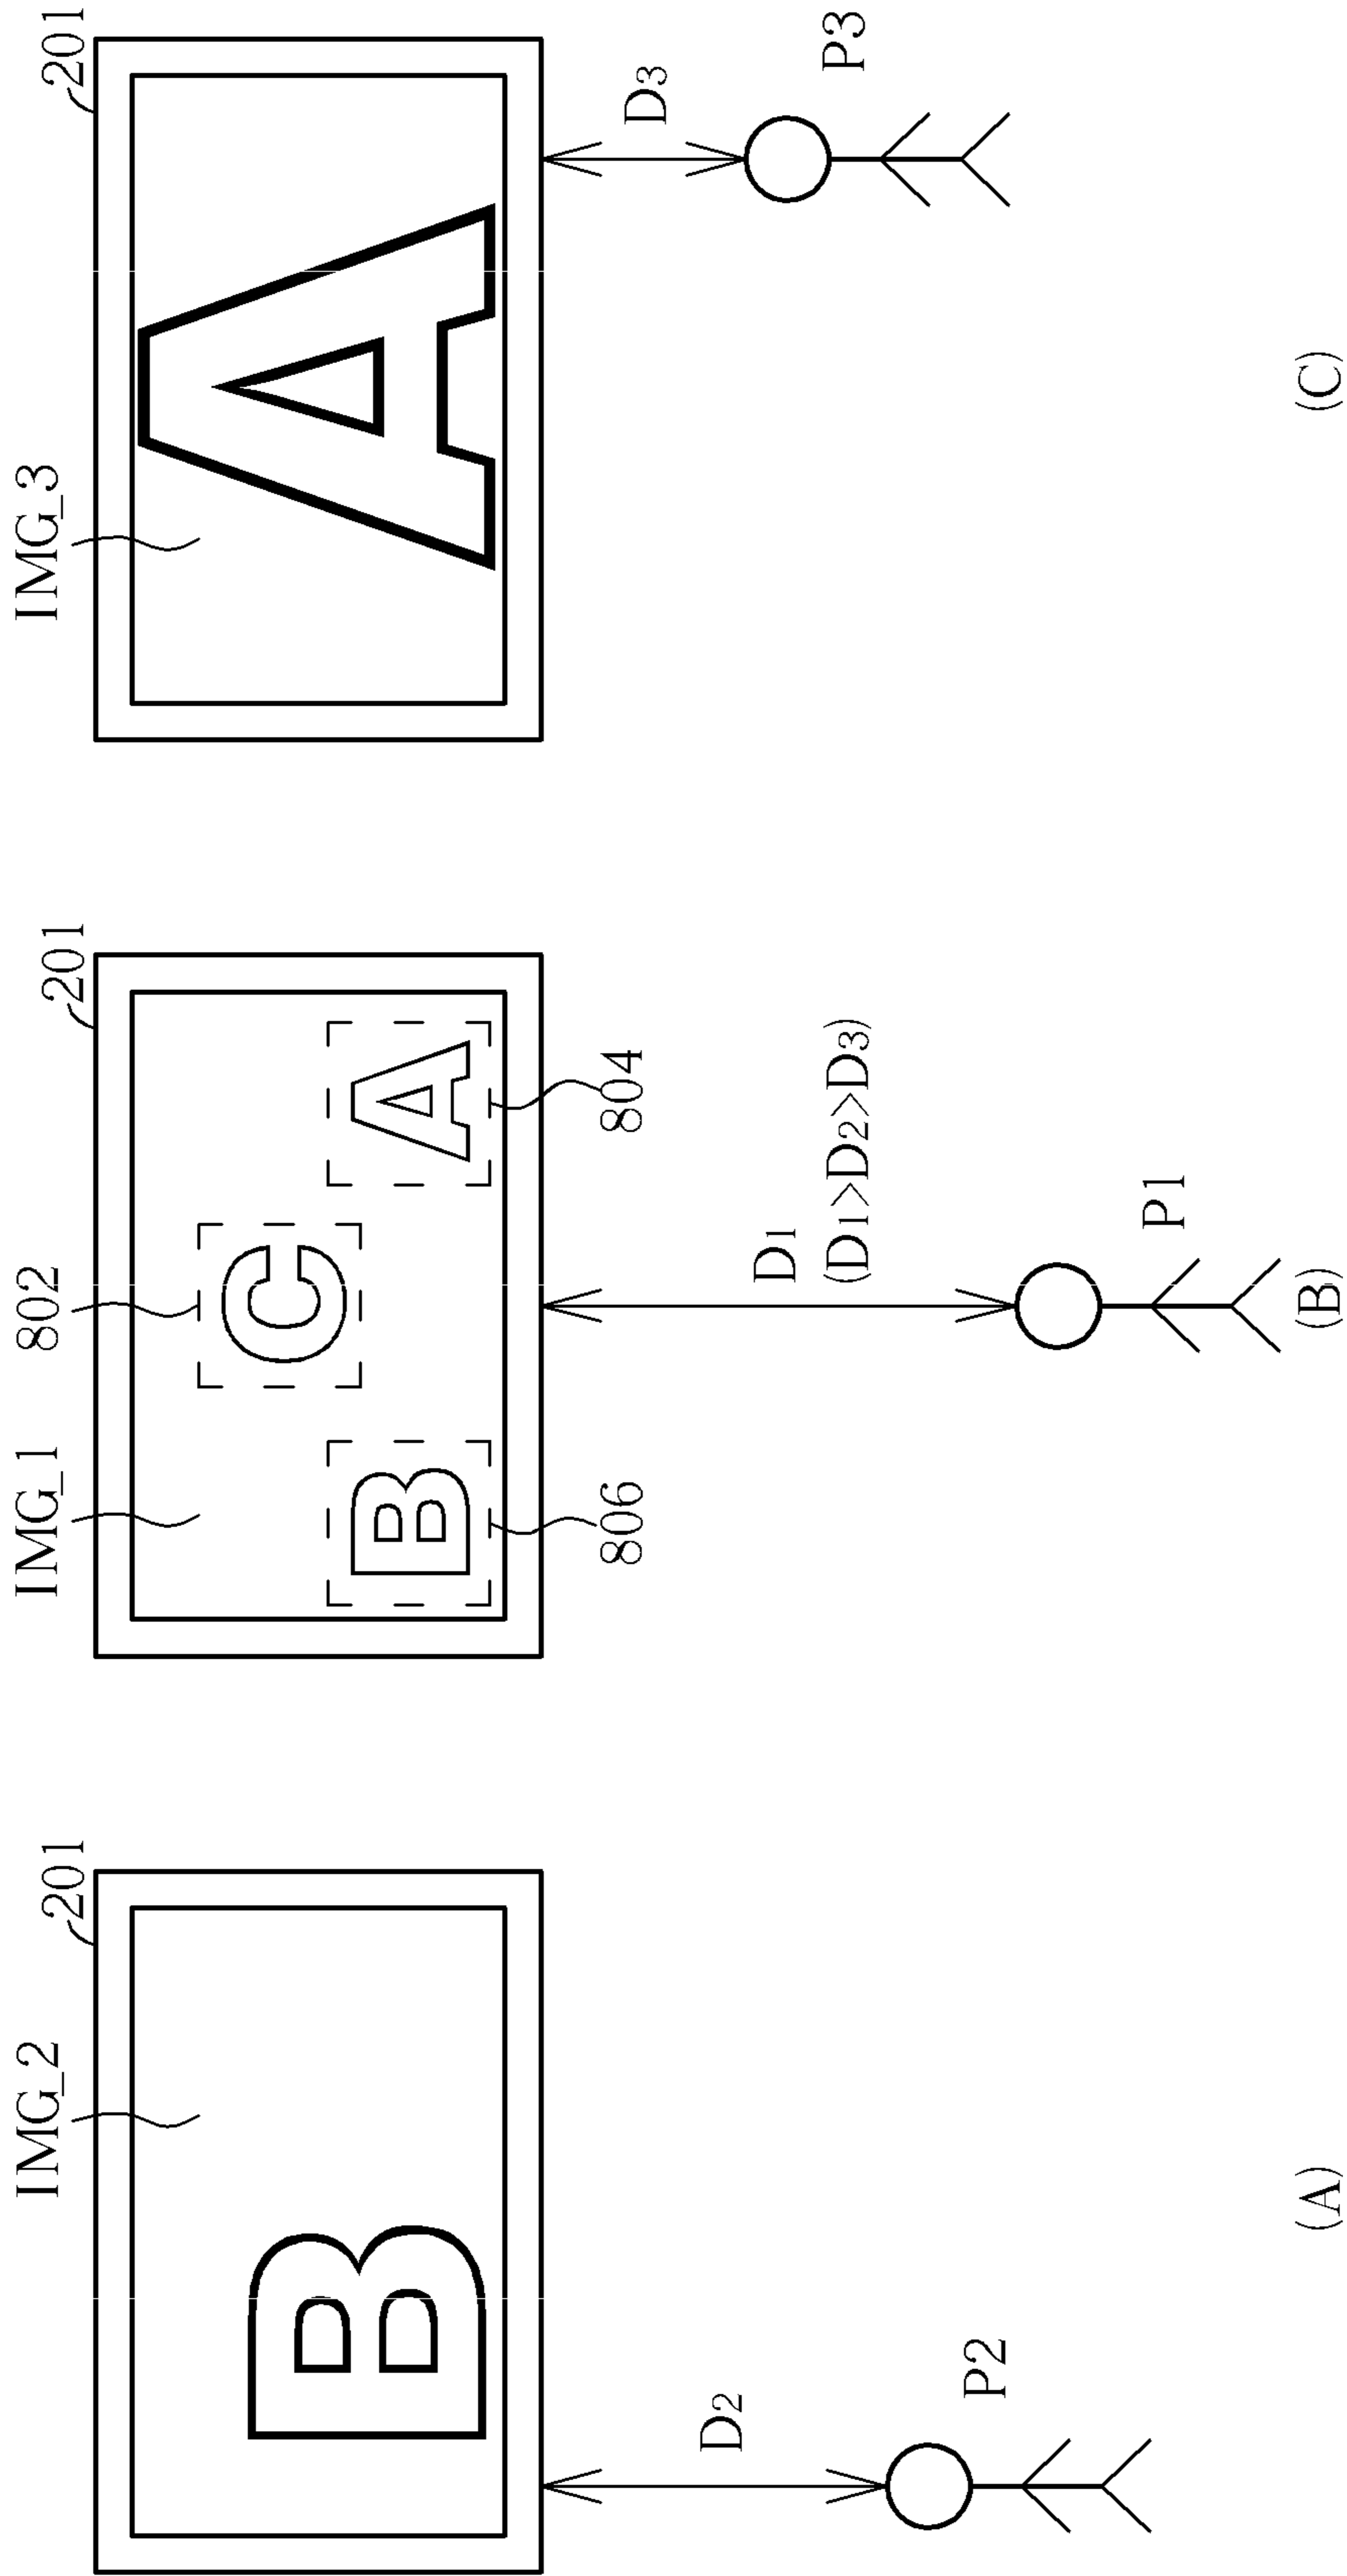 IMG_2
201
B
D2
P2
(A)
IMG_1
802
201
C
B
A
806
804
D1
(D1>D2>D3)
P1
(B)
IMG_3
201
A
D3
P3
(C)